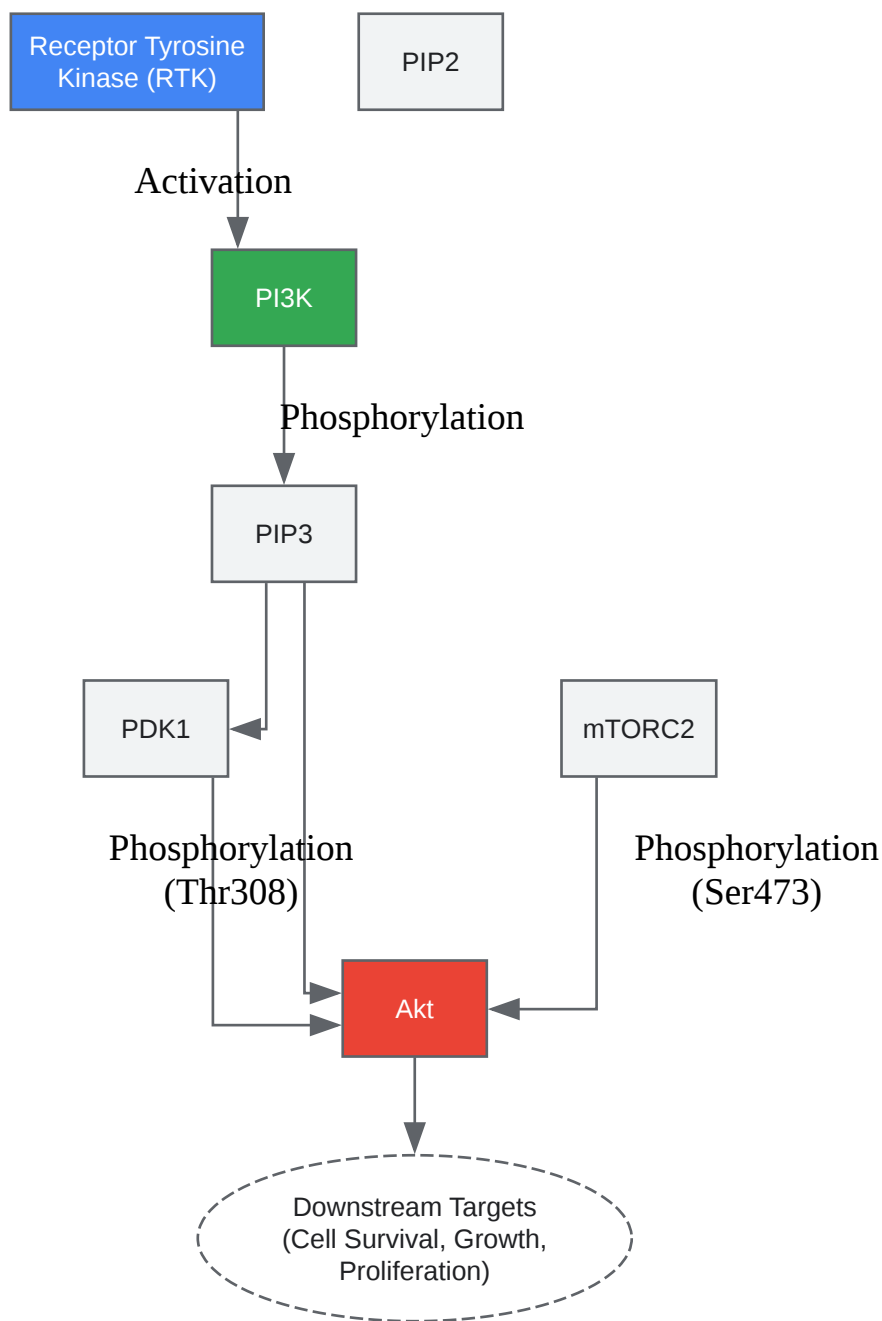 Receptor Tyrosine
Kinase (RTK)
PIP2
Activation
PI3K
Phosphorylation
PIP3
PDK1
mTORC2
Phosphorylation
(Thr308)
Phosphorylation
(Ser473)
Akt
Downstream Targets
(Cell Survival, Growth,
Proliferation)